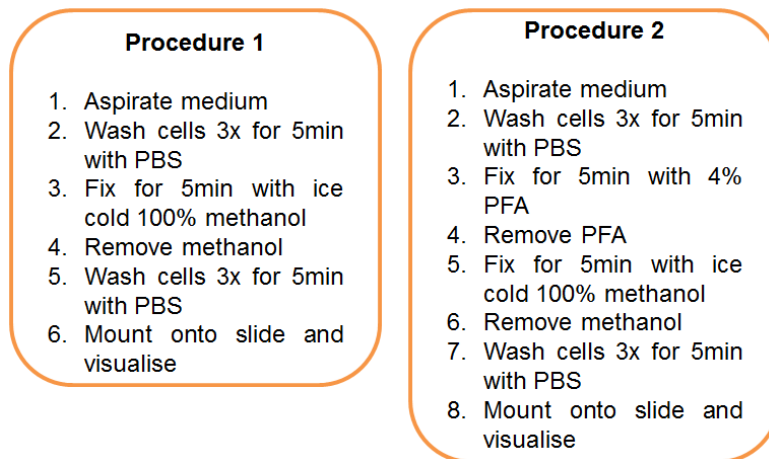 Procedure 1
1. Aspirate medium
2. Wash cells 3x for 5min
with PBS
3. Fix for 5min with ice
cold 100% methanol
4. Remove methanol
5. Wash cells 3x for 5min
with PBS
6. Mount onto slide and
visualise
Procedure 2
1. Aspirate medium
2. Wash cells 3x for 5min
with PBS
3. Fix for 5min with 4%
PFA
4. Remove PFA
5. Fix for 5min with ice
cold 100% methanol
6. Remove methanol
7. Wash cells 3x for 5min
with PBS
8. Mount onto slide and
visualise